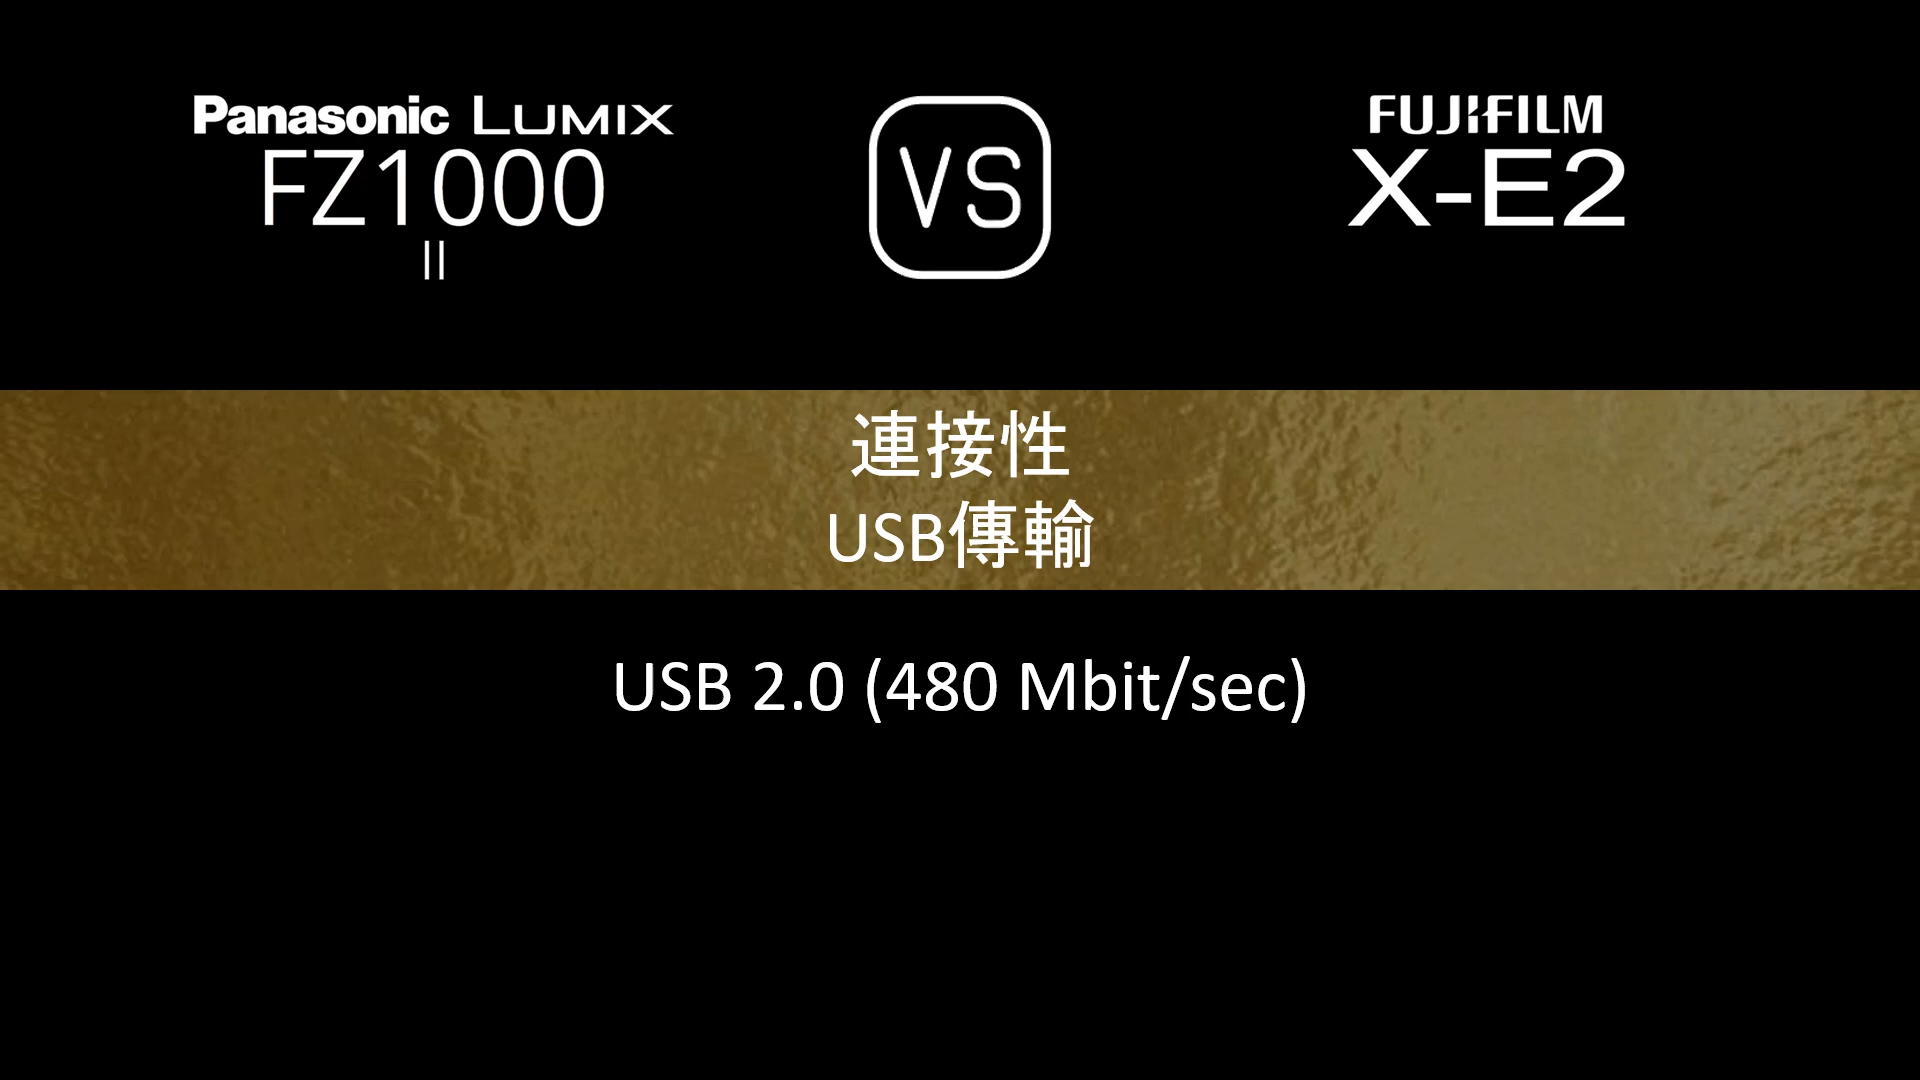 Panasonic LUMIX
FZ1000
II
VS
FUJIFILM
X-E2
連接性
USB傳輸
USB 2.0 (480 Mbit/sec)